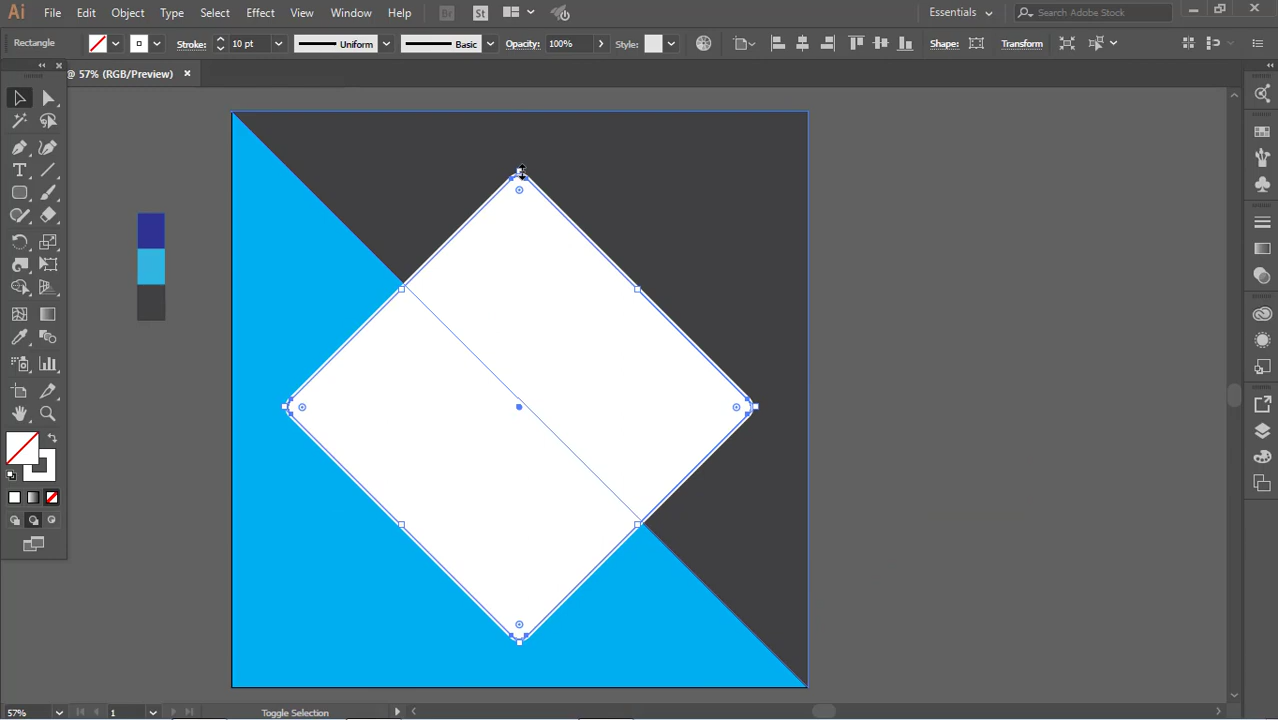 Ai File Edit Object Type Select Effect View Window Help Br St Essentials Search Adobe Stock
Rectangle Stroke: 10 pt Uniform Basic Opacity: 100% Style: Shape: Transform
@ 57% (RGB/Preview)
T
57% 1 Toggle Selection